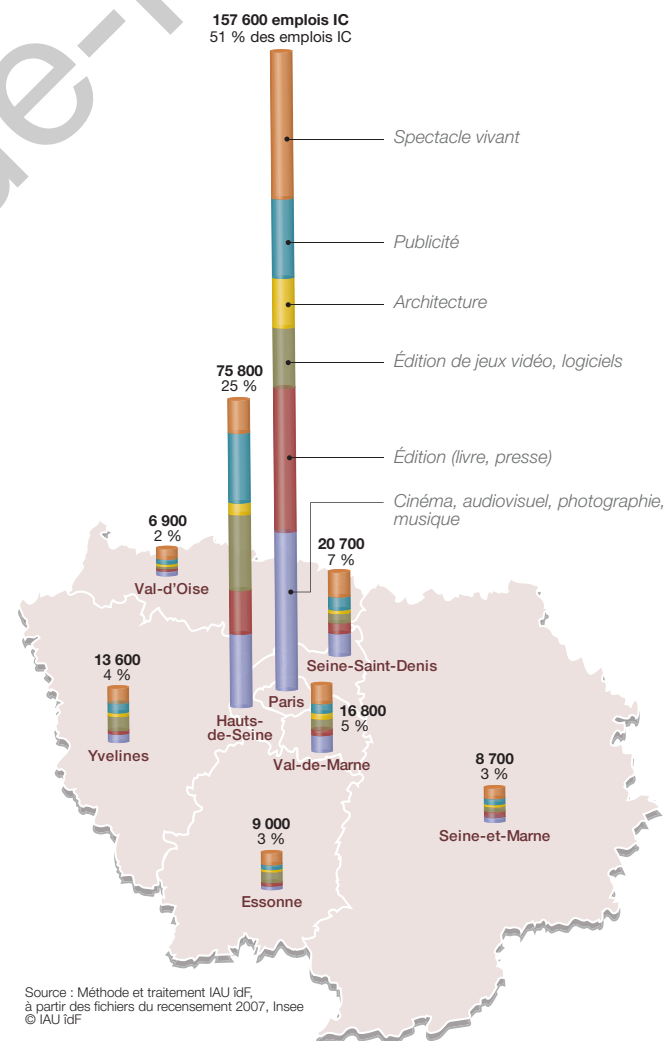 157 600 emplois IC
51 % des emplois IC
Spectacle vivant
Publicité
Architecture
Édition de jeux vidéo, logiciels
75 800
25 %
Édition (livre, presse)
Cinéma, audiovisuel, photographie,
musique
6 900
2 %
Val-d'Oise
20 700
7 %
Seine-Saint-Denis
13 600
4 %
Yvelines
Hauts-
de-Seine
Paris
16 800
5 %
Val-de-Marne
8 700
3 %
Seine-et-Marne
9 000
3 %
Essonne
Source : Méthode et traitement IAU îdF,
à partir des fichiers du recensement 2007, Insee
© IAU îdF